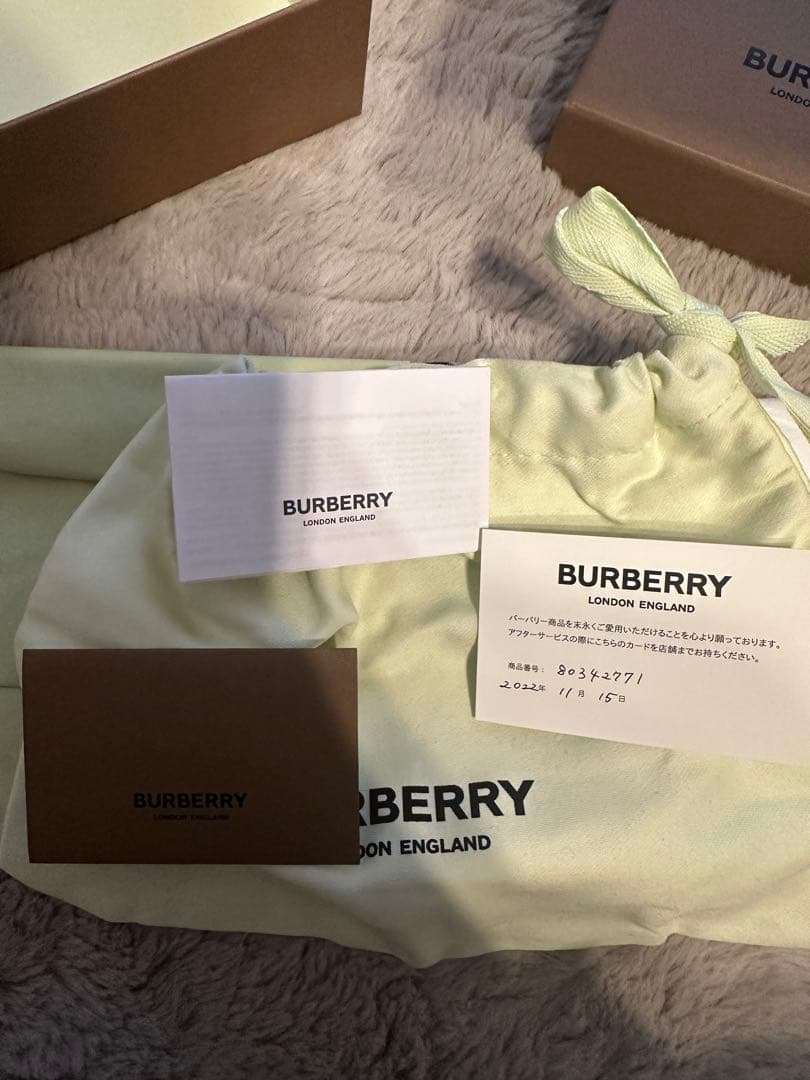 BUR
LONDO
BURBERRY
LONDON ENGLAND
BURBERRY
LONDON ENGLAND
バーバリー商品を末永くご愛用いただけることを心より願っております。
アフターサービスの際にこちらのカードを店舗までお持ちください。
商品番号： 80342771
2022年 11月 15日
BURBERRY
LONDON ENGLAND
RBERRY
DON ENGLAND